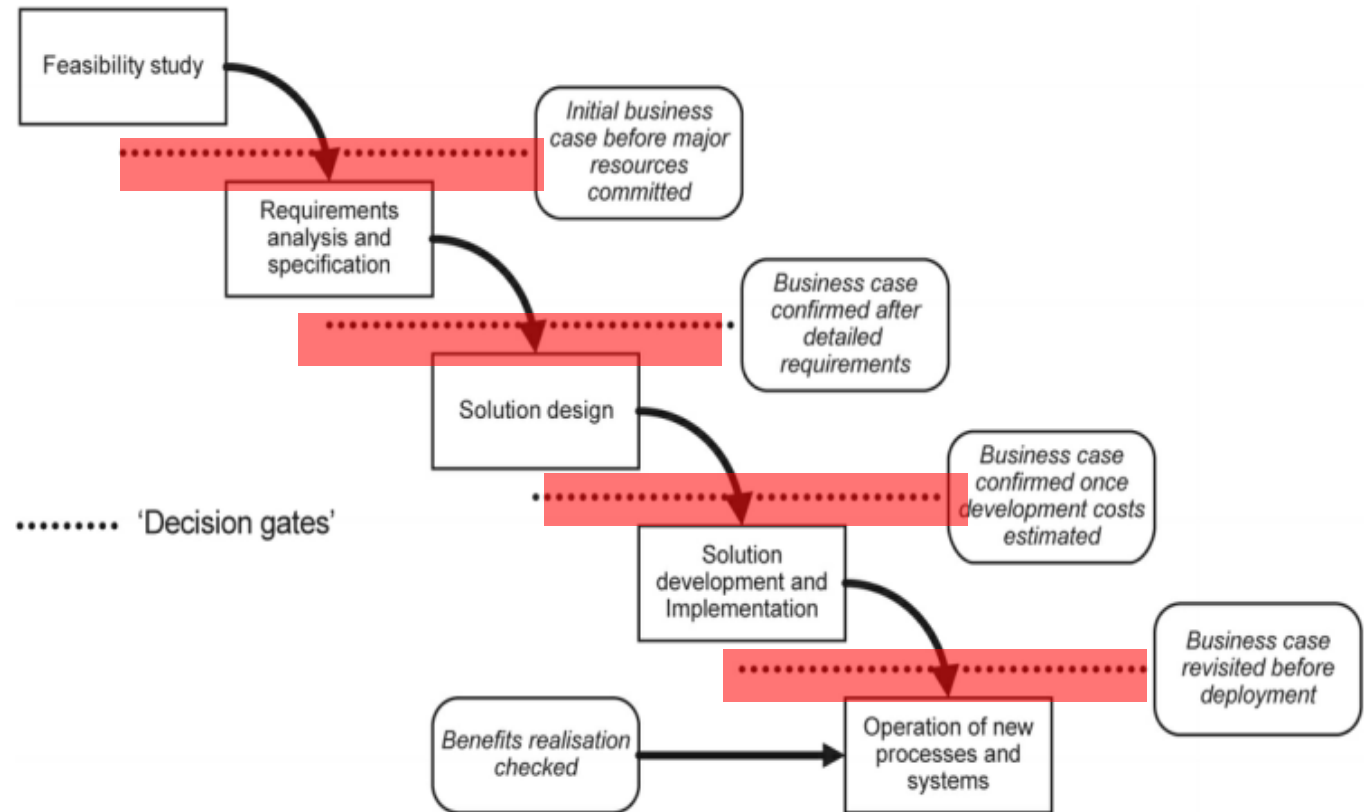 Feasibility study
Initial business
case before major
resources
committed
Requirements
analysis and
specification
Business case
confirmed after
detailed
requirements
Solution design
Business case
confirmed once
development costs
estimated
'Decision gates'
Solution
development and
Implementation
Business case
revisited before
deployment
Benefits realisation
checked
Operation of new
processes and
systems